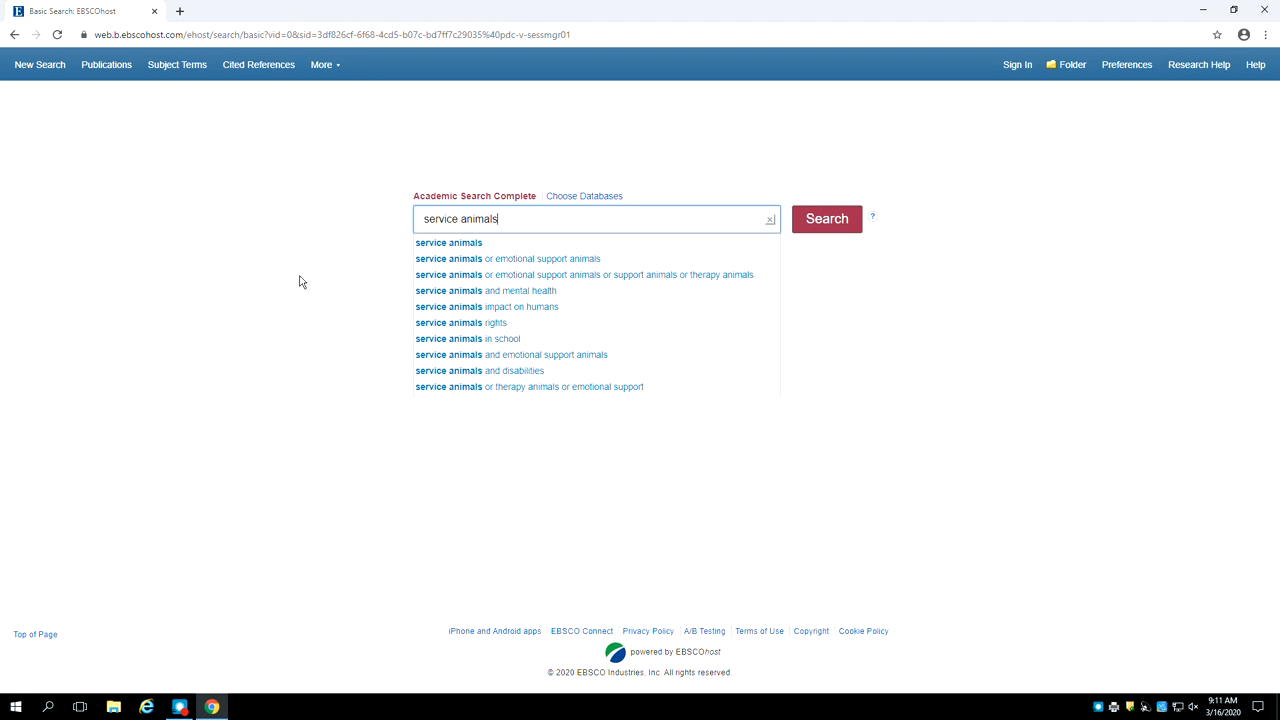 Basic Search: EBSCOhost
web.b.ebscohost.com/ehost/search/basic?vid=0&sid=3df826cf-6f68-4cd5-b07c-bd7ff7c29035%40pdc-v-sessmgr01
New Search Publications Subject Terms Cited References More Sign In Folder Preferences Research Help Help
Academic Search Complete Choose Databases
service animals Search ?
service animals
service animals or emotional support animals
service animals or emotional support animals or support animals or therapy animals
service animals and mental health
service animals impact on humans
service animals rights
service animals in school
service animals and emotional support animals
service animals and disabilities
service animals or therapy animals or emotional support
Top of Page
iPhone and Android apps EBSCO Connect Privacy Policy A/B Testing Terms of Use Copyright Cookie Policy
powered by EBSCOhost
© 2020 EBSCO Industries, Inc. All rights reserved.
9:11 AM
3/16/2020